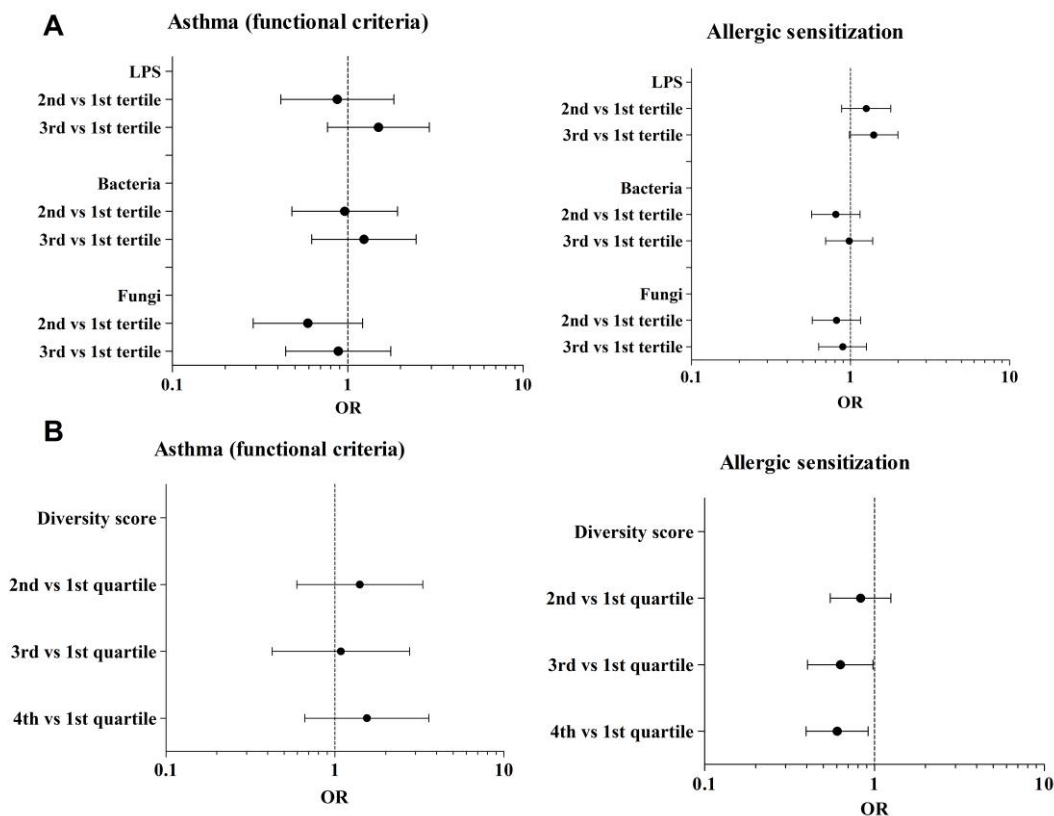 A
Asthma (functional criteria)
LPS
2nd vs 1st tertile
3rd vs 1st tertile
Bacteria
2nd vs 1st tertile
3rd vs 1st tertile
Fungi
2nd vs 1st tertile
3rd vs 1st tertile
0.1 1 10
OR
Allergic sensitization
LPS
2nd vs 1st tertile
3rd vs 1st tertile
Bacteria
2nd vs 1st tertile
3rd vs 1st tertile
Fungi
2nd vs 1st tertile
3rd vs 1st tertile
0.1 1 10
OR
B
Asthma (functional criteria)
Diversity score
2nd vs 1st quartile
3rd vs 1st quartile
4th vs 1st quartile
0.1 1 10
OR
Allergic sensitization
Diversity score
2nd vs 1st quartile
3rd vs 1st quartile
4th vs 1st quartile
0.1 1 10
OR